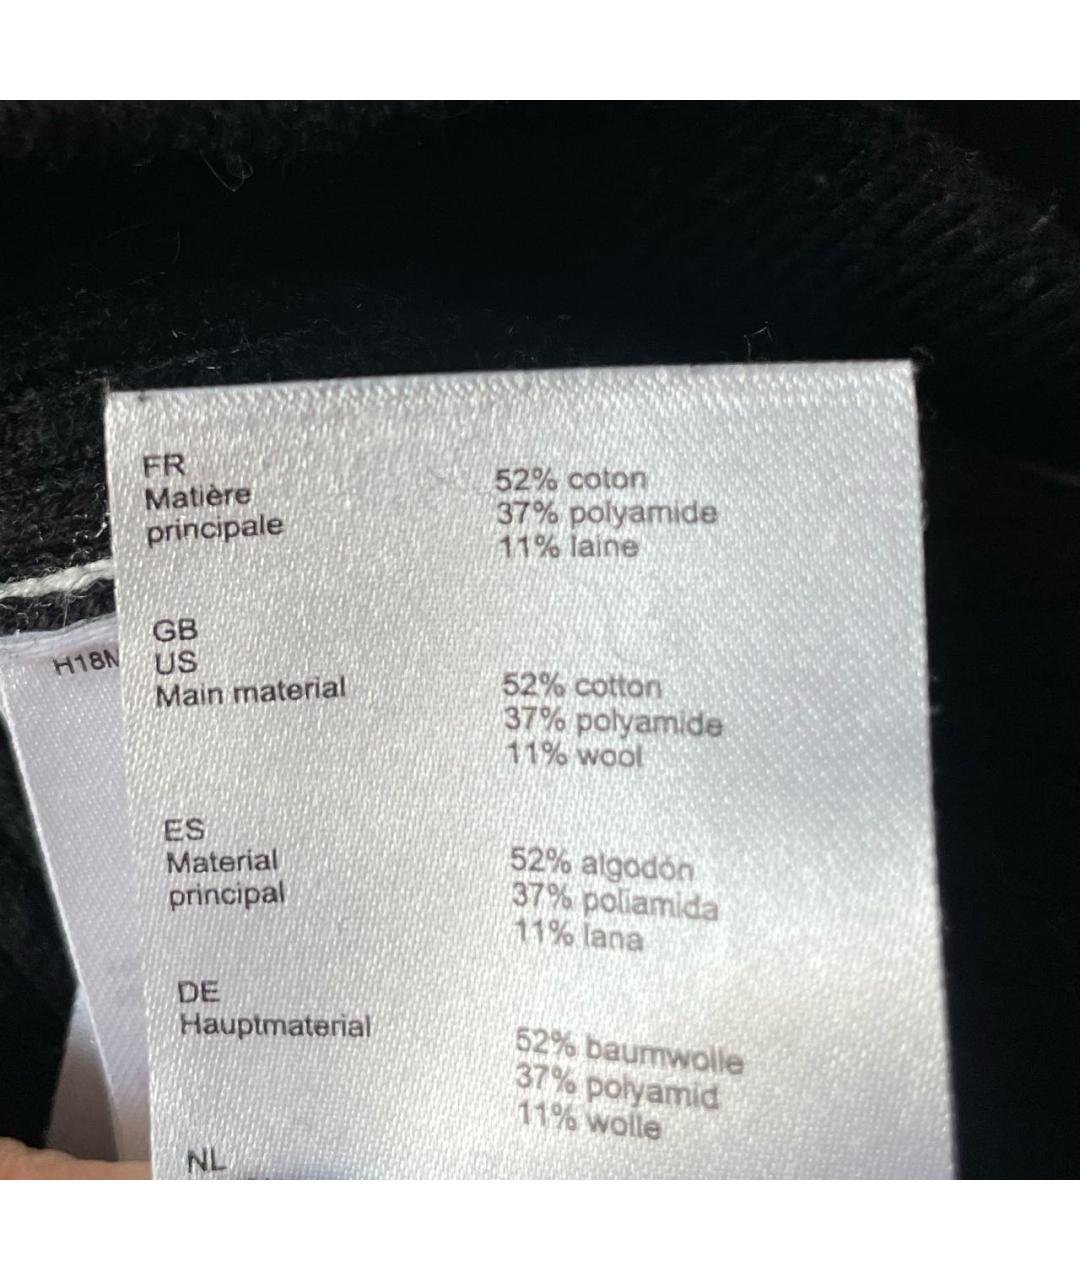 FR
Matière
principale
52% coton
37% polyamide
11% laine
GB
US
Main material
52% cotton
37% polyamide
11% wool
ES
Material
principal
52% algodón
37% poliamida
11% lana
DE
Hauptmaterial
52% baumwolle
37% polyamid
11% wolle
NL
H18M